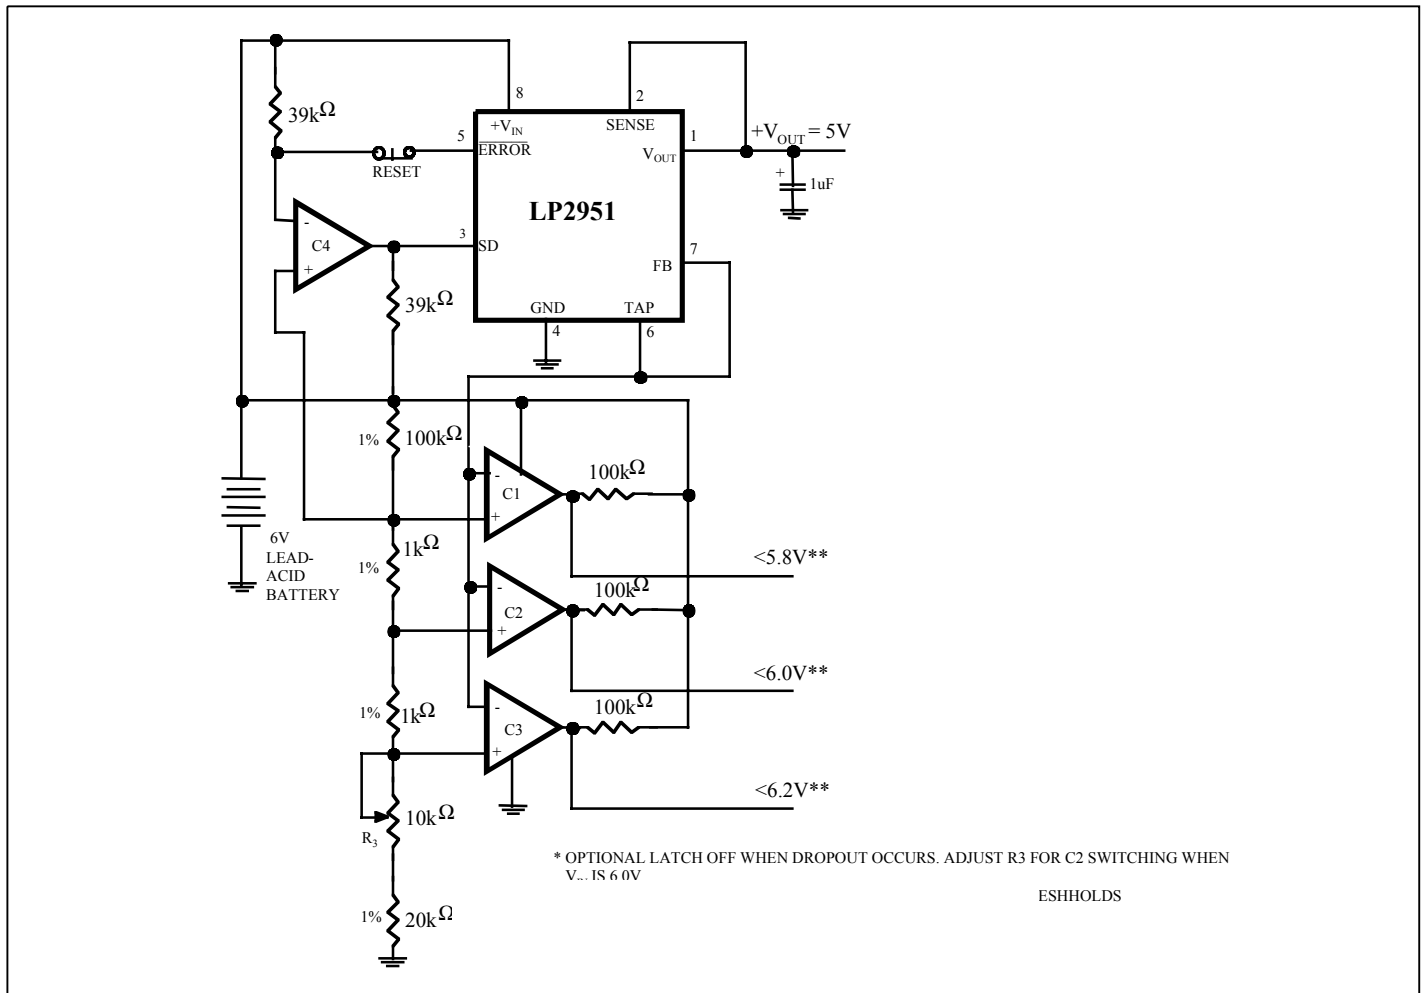 39kΩ
8
2
+VIN
SENSE
+VOUT = 5V
5
ERROR
1
VOUT
RESET
+
1uF
LP2951
-
C4
+
3
SD
7
FB
39kΩ
GND
TAP
4
6
1%
100kΩ
100kΩ
-
C1
+
6V
LEAD-
ACID
BATTERY
1kΩ
1%
<5.8V**
100kΩ
-
C2
+
<6.0V**
1%
1kΩ
100kΩ
-
C3
+
<6.2V**
10kΩ
R3
* OPTIONAL LATCH OFF WHEN DROPOUT OCCURS. ADJUST R3 FOR C2 SWITCHING WHEN
IS 6.0V
ESHHOLDS
1%
20kΩ